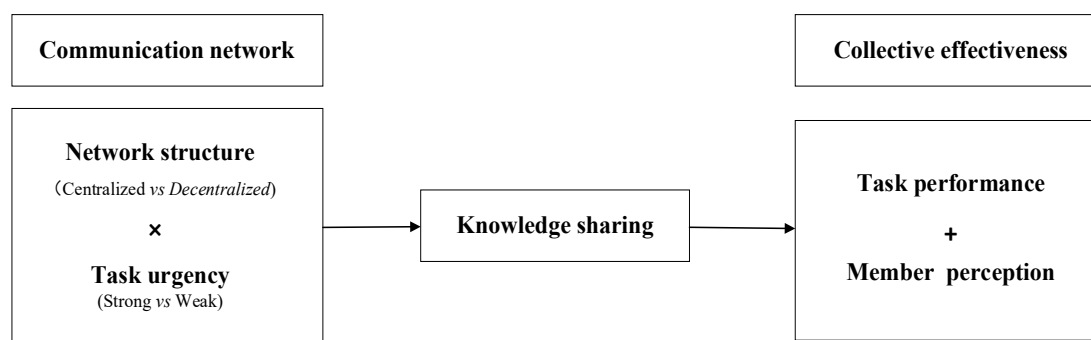 Communication network
Collective effectiveness
Network structure
（Centralized vs Decentralized)
×
Task urgency
(Strong vs Weak)
Knowledge sharing
Task performance
+
Member perception